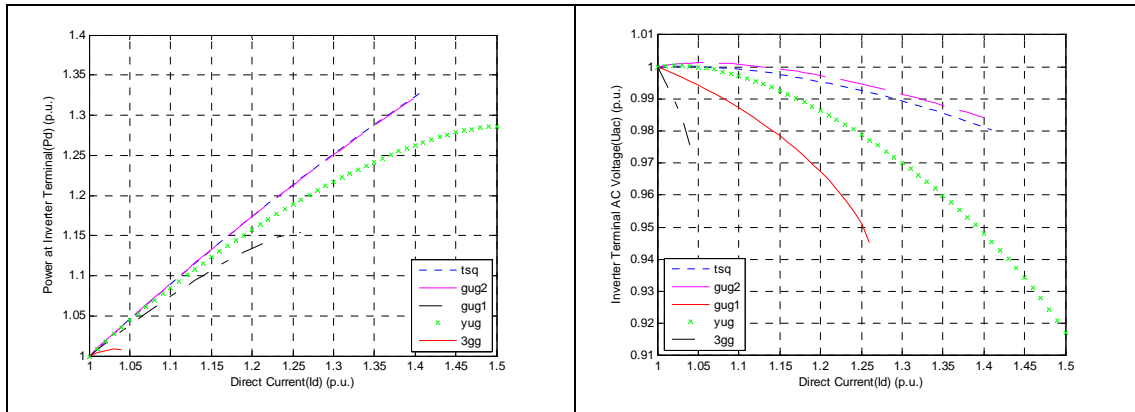 Power at Inverter Terminal(Pd) (p.u.)
1.4
1.35
1.3
1.25
1.2
1.15
1.1
1.05
1
1 1.05 1.1 1.15 1.2 1.25 1.3 1.35 1.4 1.45 1.5
Direct Current(Id) (p.u.)
tsq
gug2
gug1
yug
3gg
Inverter Terminal AC Voltage(Uac) (p.u.)
1.01
1
0.99
0.98
0.97
0.96
0.95
0.94
0.93
0.92
0.91
1 1.05 1.1 1.15 1.2 1.25 1.3 1.35 1.4 1.45 1.5
Direct Current(Id) (p.u.)
tsq
gug2
gug1
yug
3gg